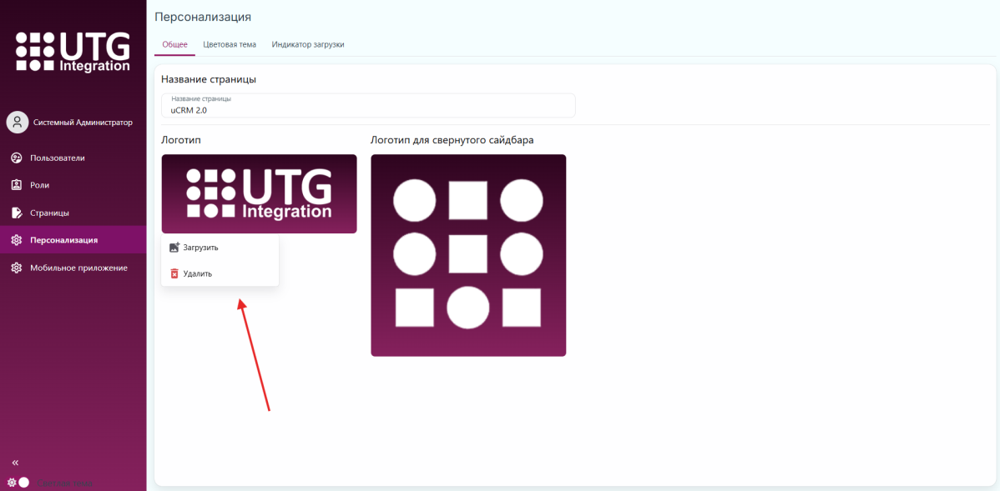 UTG
Integration
Системный Администратор
Пользователи
Роли
Страницы
Персонализация
Мобильное приложение
«
Персонализация
Общее
Цветовая тема
Индикатор загрузки
Название страницы
Название страницы
uCRM 2.0
Логотип
Логотип для свернутого сайдбара
UTG
Integration
Загрузить
Удалить